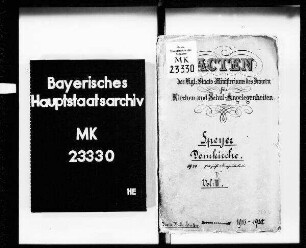 Bayerisches
Hauptstaatsarchiv
MK
23330
HE
MK
23330
ACTEN
des Kgl. Staats-Ministeriums des Innern
für
Kirchen und Schul-Angelegenheiten.
Speyer
Domkirche.
Vol. II.